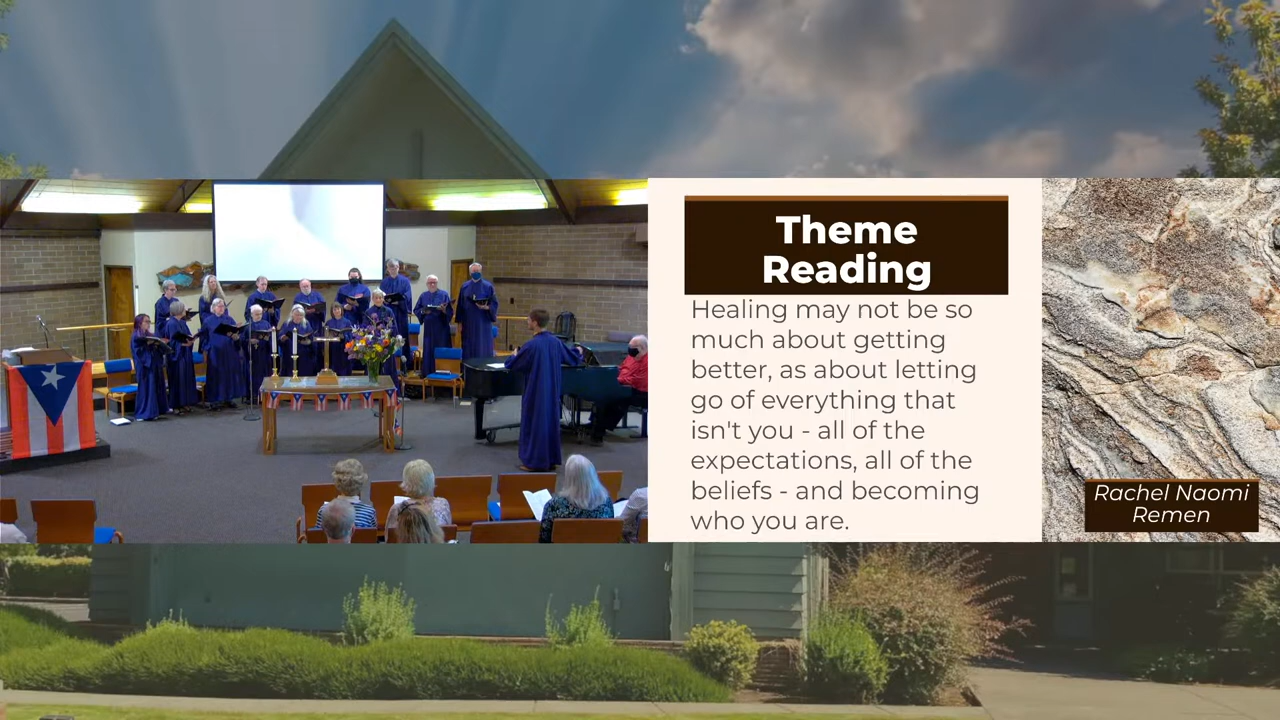 Theme
Reading
Healing may not be so
much about getting
better, as about letting
go of everything that
isn't you - all of the
expectations, all of the
beliefs - and becoming
who you are.
Rachel Naomi
Remen